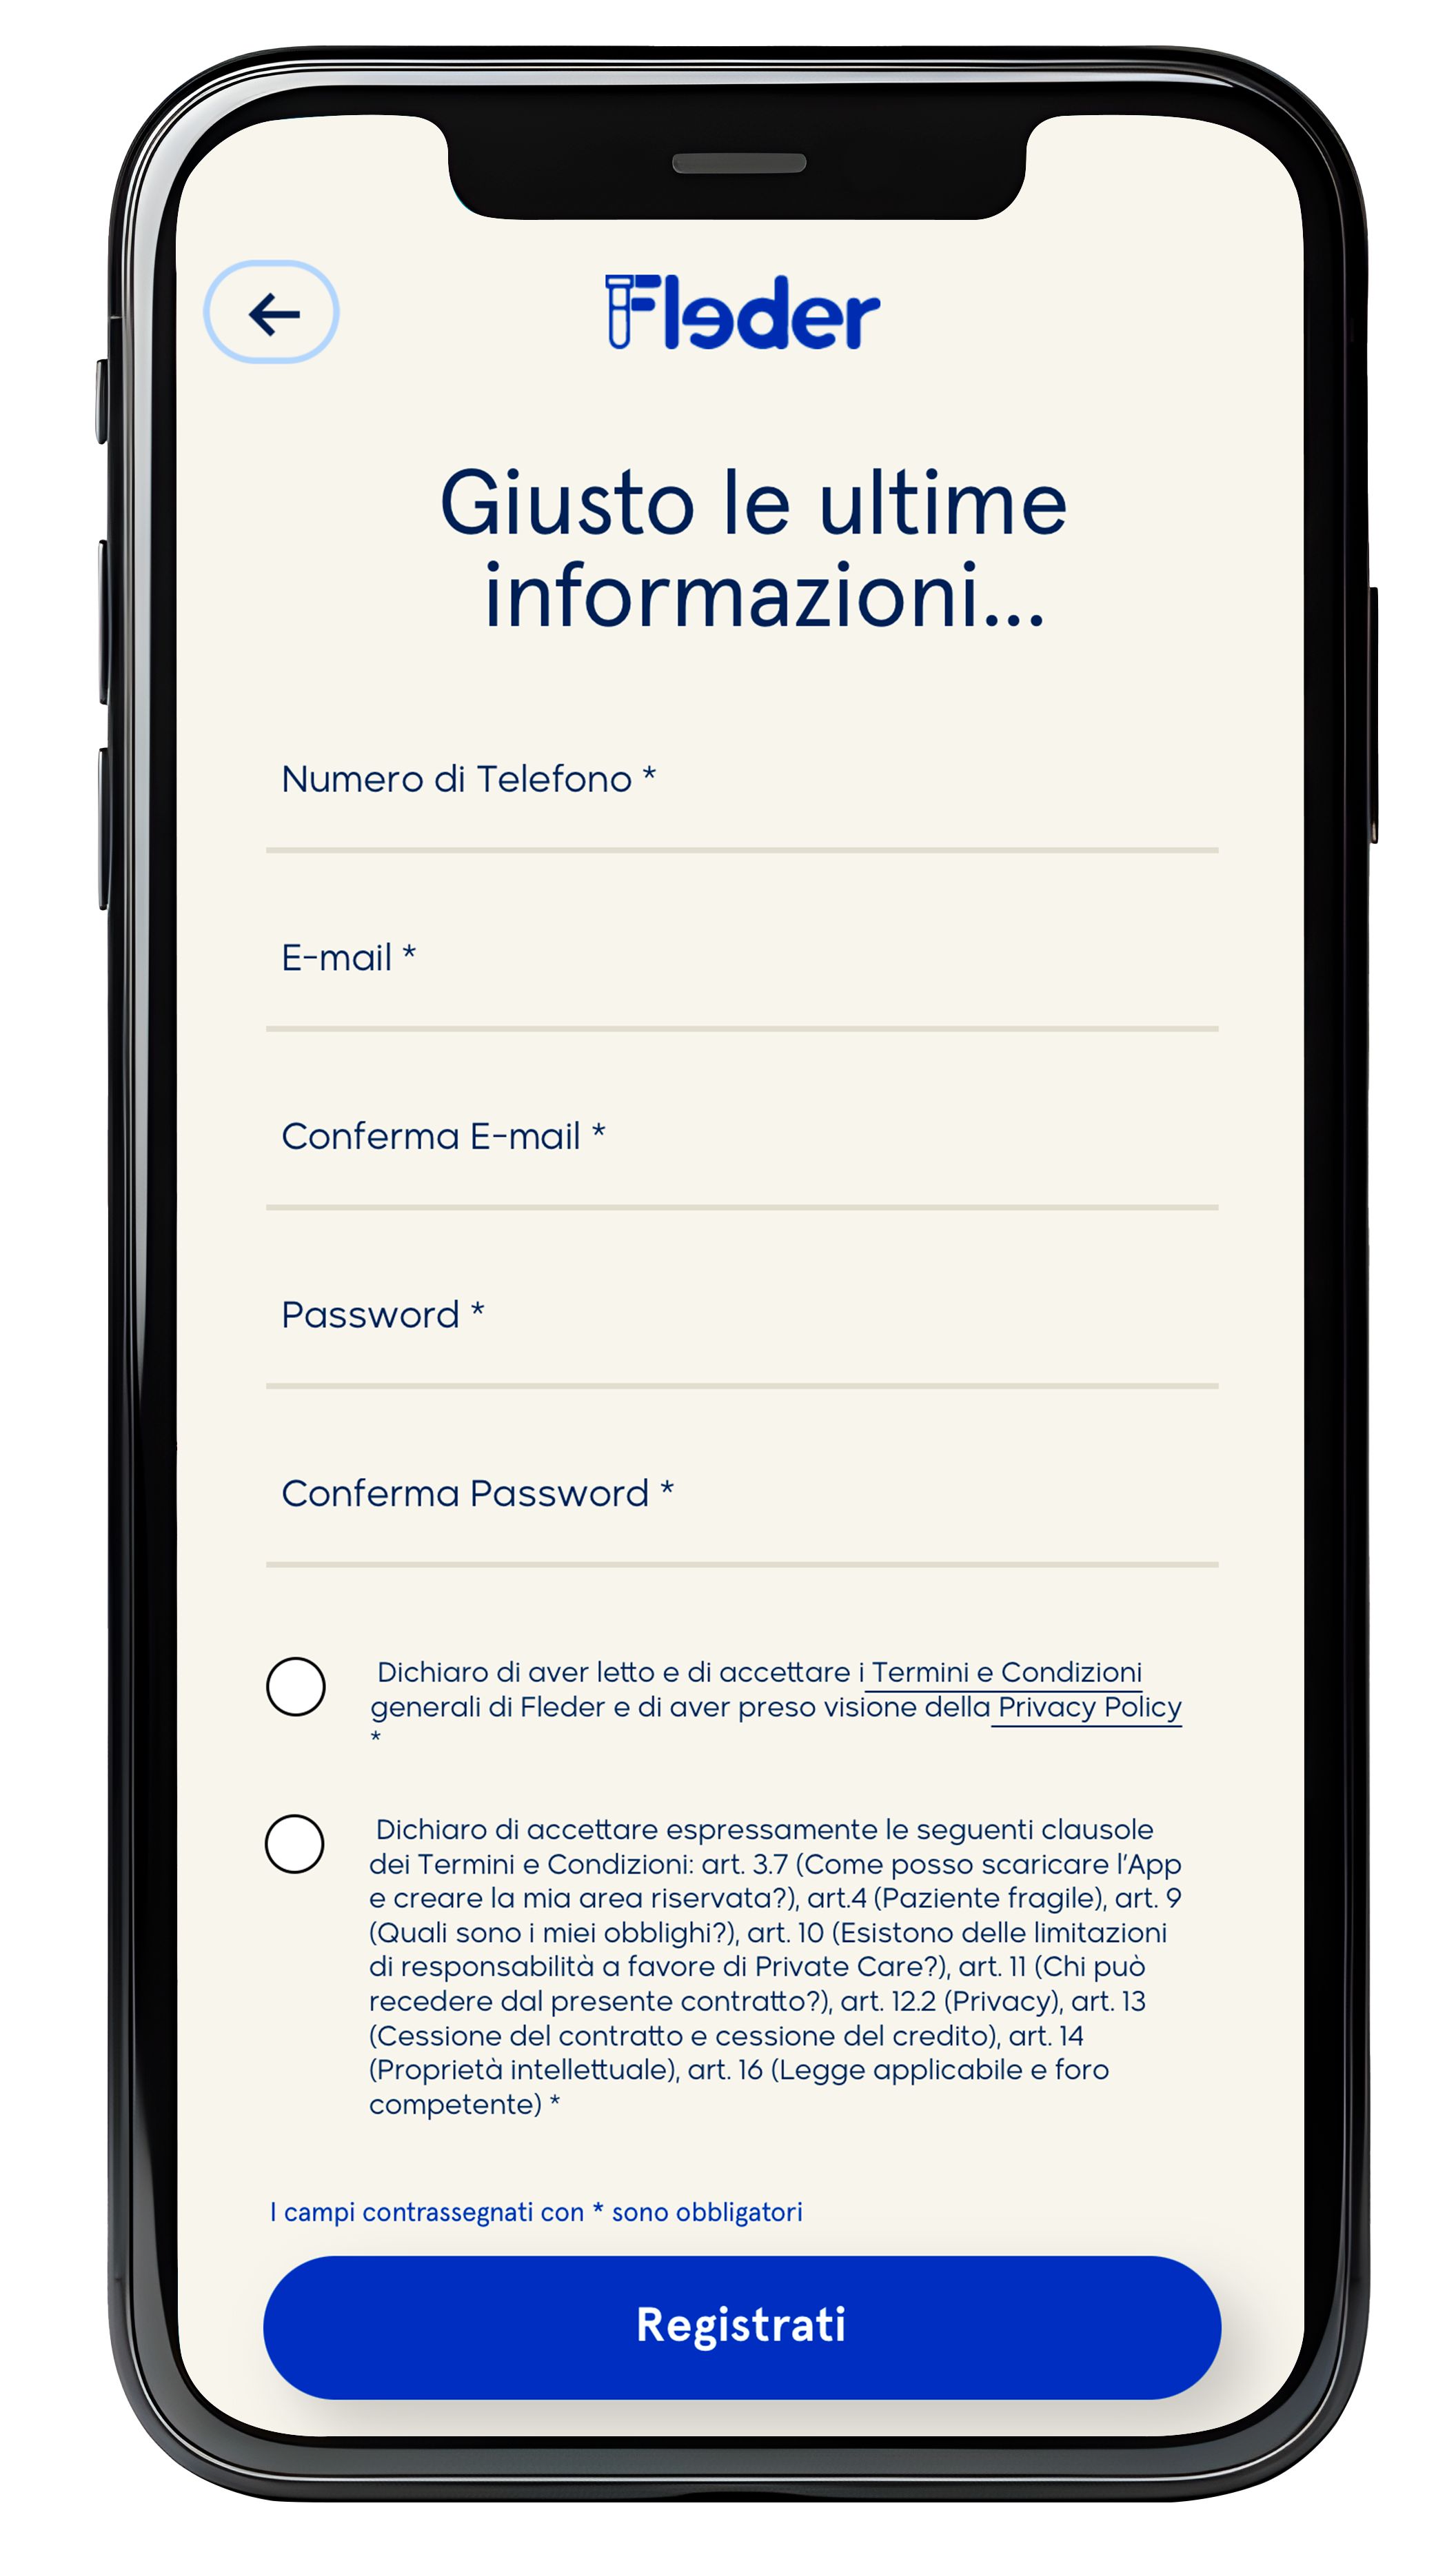 Fleder
Giusto le ultime
informazioni...
Numero di Telefono *
E-mail *
Conferma E-mail *
Password *
Conferma Password *
Dichiaro di aver letto e di accettare i Termini e Condizioni
generali di Fleder e di aver preso visione della Privacy Policy
*
Dichiaro di accettare espressamente le seguenti clausole
dei Termini e Condizioni: art. 3.7 (Come posso scaricare l'App
e creare la mia area riservata?), art.4 (Paziente fragile), art. 9
(Quali sono i miei obblighi?), art. 10 (Esistono delle limitazioni
di responsabilità a favore di Private Care?), art. 11 (Chi può
recedere dal presente contratto?), art. 12.2 (Privacy), art. 13
(Cessione del contratto e cessione del credito), art. 14
(Proprietà intellettuale), art. 16 (Legge applicabile e foro
competente) *
I campi contrassegnati con * sono obbligatori
Registrati